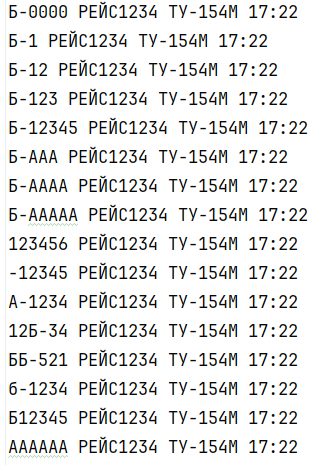 Б-0000 РЕЙС1234 ТУ-154М 17:22
Б-1 РЕЙС1234 ТУ-154М 17:22
Б-12 РЕЙС1234 ТУ-154М 17:22
Б-123 РЕЙС1234 ТУ-154М 17:22
Б-12345 РЕЙС1234 ТУ-154М 17:22
Б-ААА РЕЙС1234 ТУ-154М 17:22
Б-АААА РЕЙС1234 ТУ-154М 17:22
Б-ААААА РЕЙС1234 ТУ-154М 17:22
123456 РЕЙС1234 ТУ-154М 17:22
-12345 РЕЙС1234 ТУ-154М 17:22
А-1234 РЕЙС1234 ТУ-154М 17:22
12Б-34 РЕЙС1234 ТУ-154М 17:22
ББ-521 РЕЙС1234 ТУ-154М 17:22
б-1234 РЕЙС1234 ТУ-154М 17:22
Б12345 РЕЙС1234 ТУ-154М 17:22
АААААА РЕЙС1234 ТУ-154М 17:22